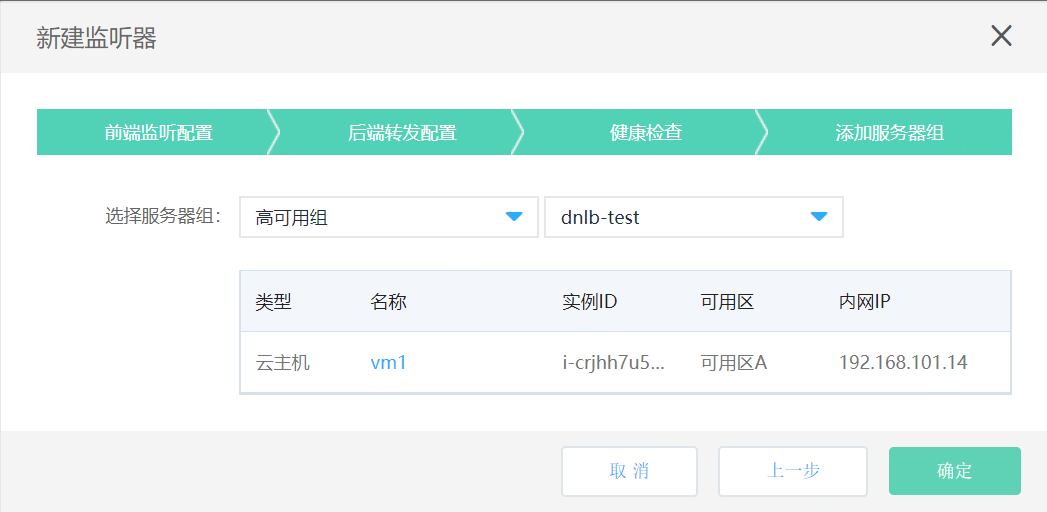 新建监听器
前端监听配置 后端转发配置 健康检查 添加服务器组
选择服务器组: 高可用组 dnlb-test
类型 名称 实例ID 可用区 内网IP
云主机 vm1 i-crjhh7u5... 可用区A 192.168.101.14
取 消 上一步 确定